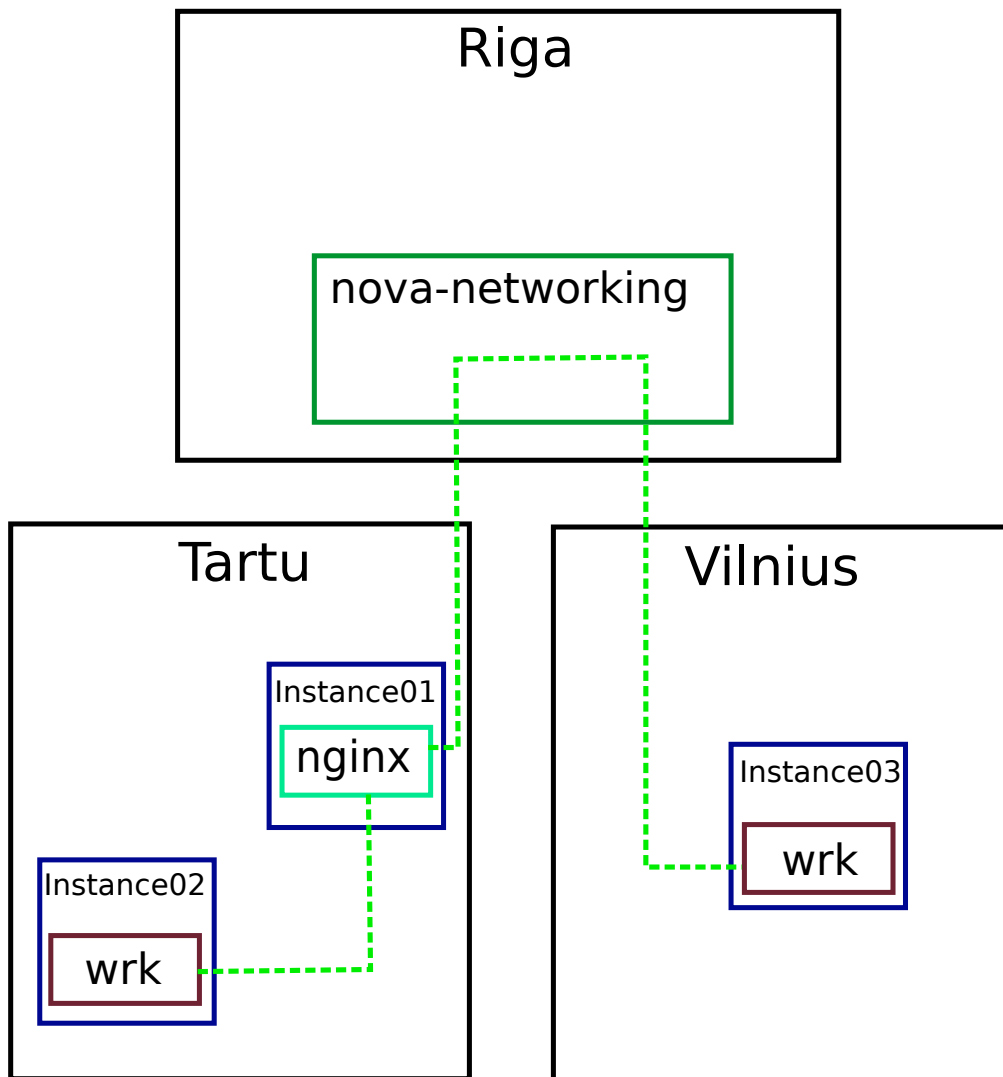 Riga
nova-networking
Tartu
Instance01
nginx
Instance02
wrk
Vilnius
Instance03
wrk